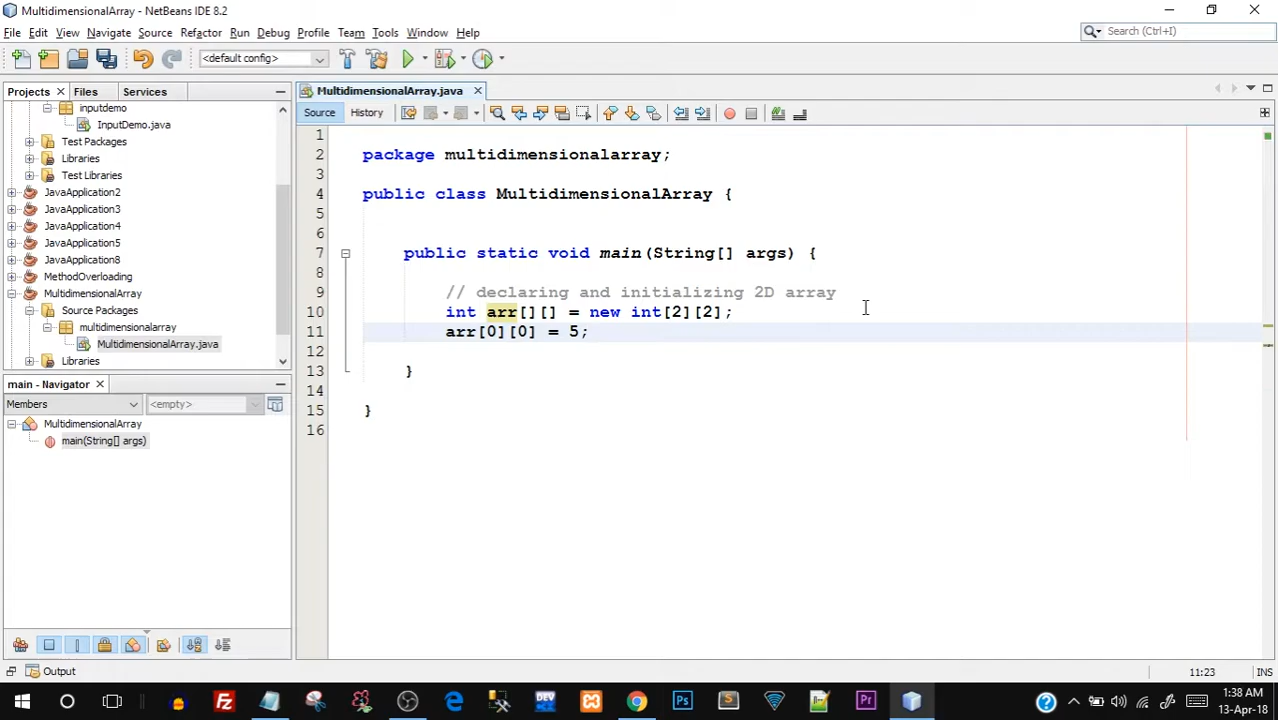 MultidimensionalArray - NetBeans IDE 8.2
File Edit View Navigate Source Refactor Run Debug Profile Team Tools Window Help
Search (Ctrl+I)
<default config>
Projects Files Services
MultidimensionalArray.java
Source History
inputdemo
InputDemo.java
Test Packages
Libraries
Test Libraries
JavaApplication2
JavaApplication3
JavaApplication4
JavaApplication5
JavaApplication8
MethodOverloading
MultidimensionalArray
Source Packages
multidimensionalarray
MultidimensionalArray.java
Libraries
main - Navigator
Members <empty>
MultidimensionalArray
main(String[] args)
1
2 package multidimensionalarray;
3
4 public class MultidimensionalArray {
5
6
7 public static void main(String[] args) {
8
9 // declaring and initializing 2D array
10 int arr[][] = new int[2][2];
11 arr[0][0] = 5;
12
13 }
14
15 }
16
Output
11:23 INS
1:38 AM
13-Apr-18